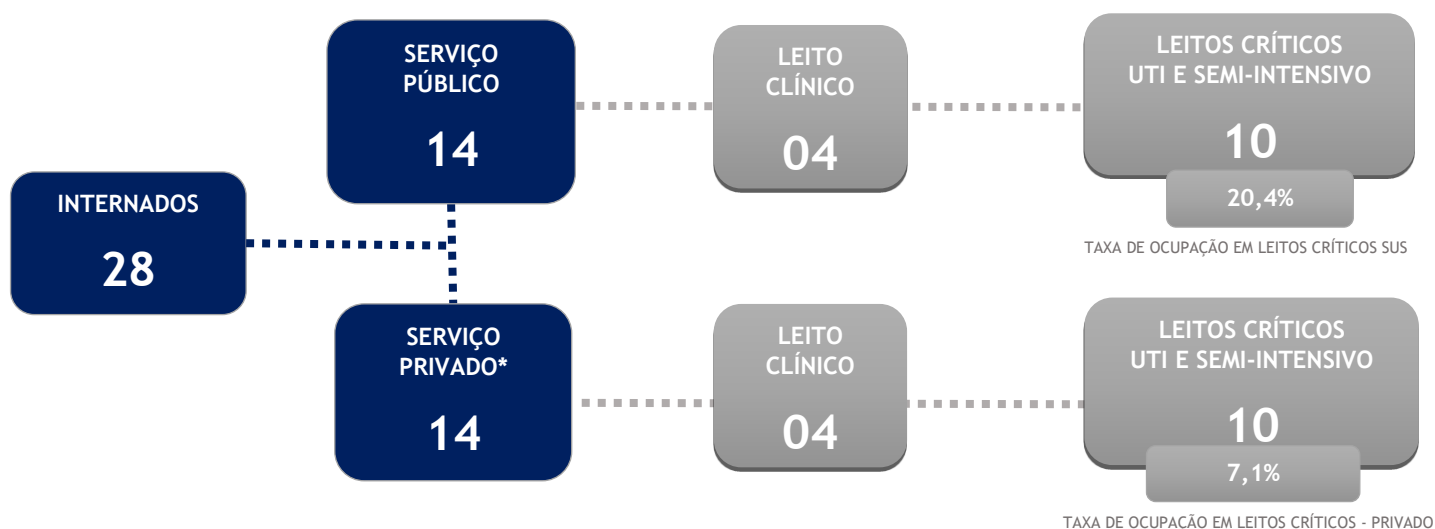 INTERNADOS
28
SERVIÇO
PÚBLICO
14
LEITO
CLÍNICO
04
LEITOS CRÍTICOS
UTI E SEMI-INTENSIVO
10
20,4%
TAXA DE OCUPAÇÃO EM LEITOS CRÍTICOS SUS
SERVIÇO
PRIVADO*
14
LEITO
CLÍNICO
04
LEITOS CRÍTICOS
UTI E SEMI-INTENSIVO
10
7,1%
TAXA DE OCUPAÇÃO EM LEITOS CRÍTICOS - PRIVADO